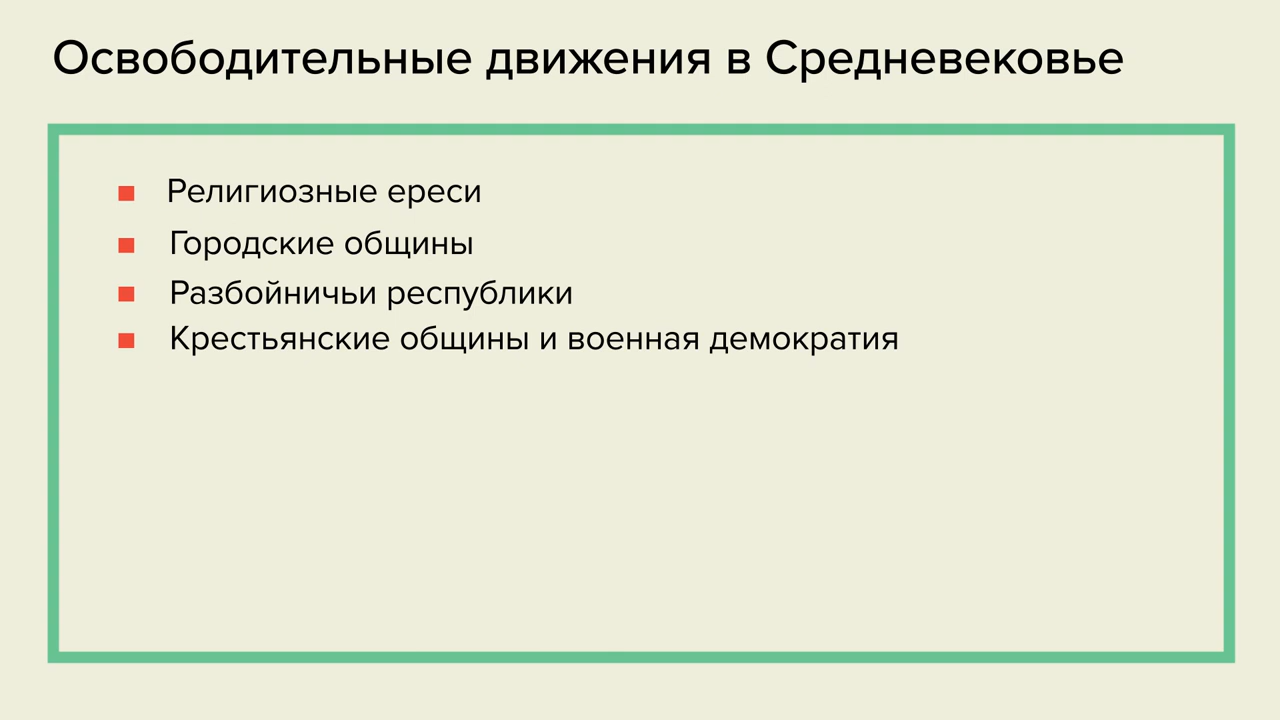 Освободительные движения в Средневековье
Религиозные ереси
Городские общины
Разбойничьи республики
Крестьянские общины и военная демократия